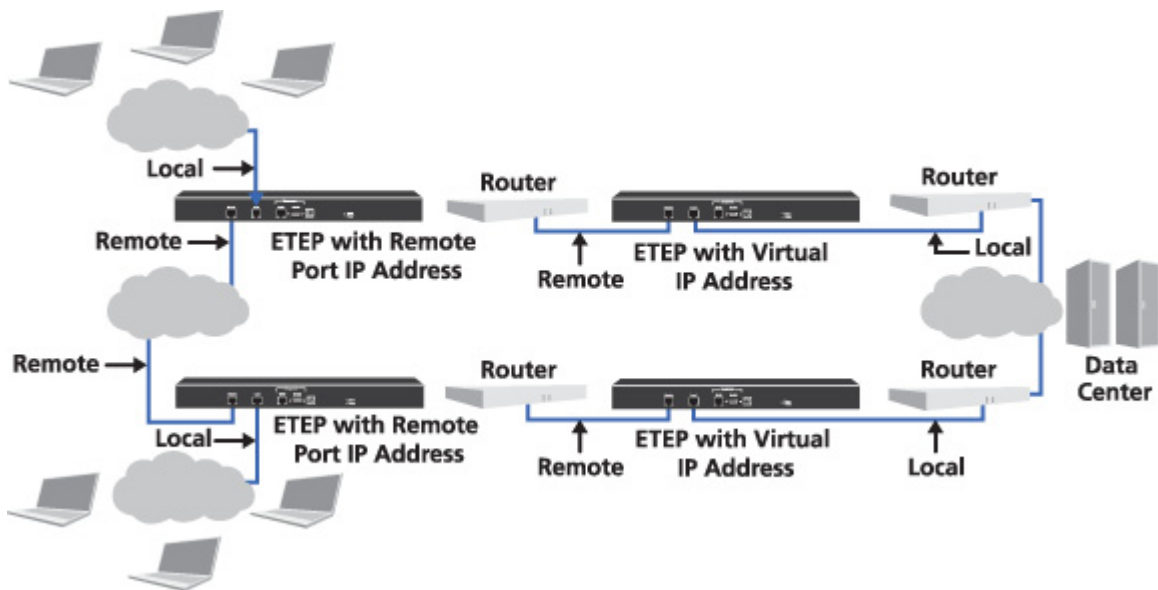 Local
Router
Router
Remote
ETEP with Remote
Port IP Address
Remote
ETEP with Virtual
IP Address
Local
Remote
Router
Router
Data
Center
Local
ETEP with Remote
Port IP Address
Remote
ETEP with Virtual
IP Address
Local